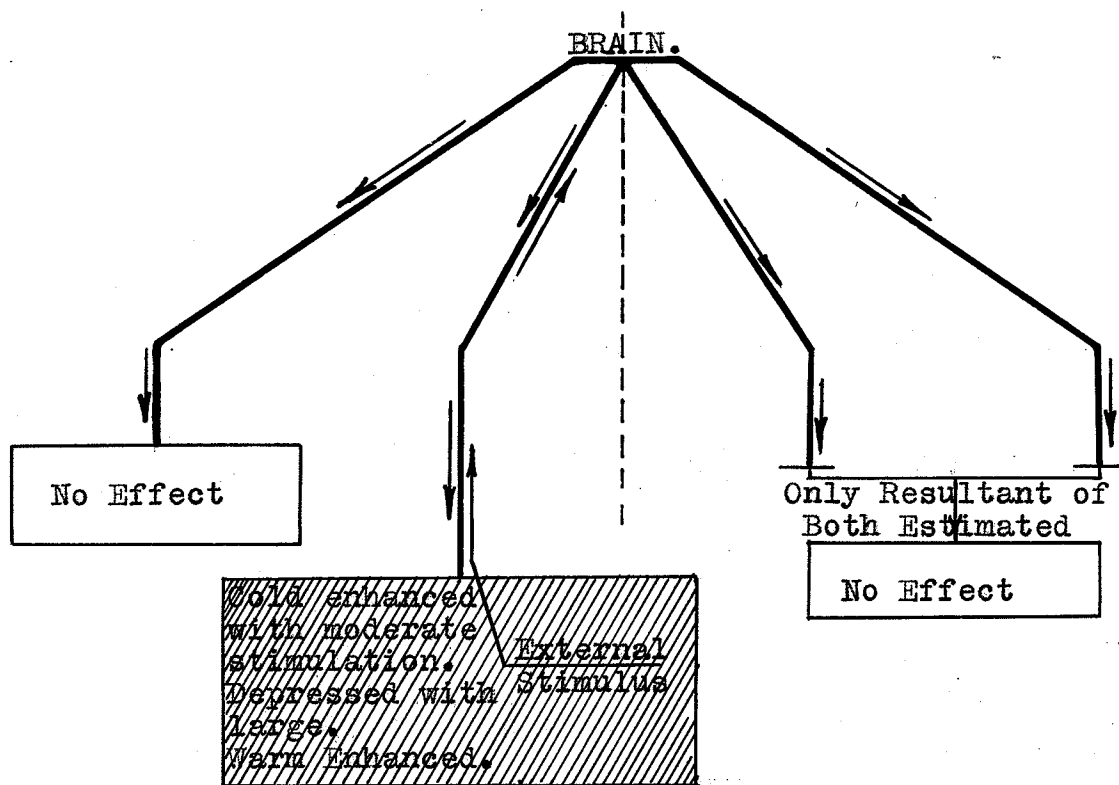 BRAIN.
No Effect
Only Resultant of
Both Estimated
No Effect
Cold enhanced
with moderate
stimulation.
Depressed with
large.
Warm Enhanced.
External
Stimulus